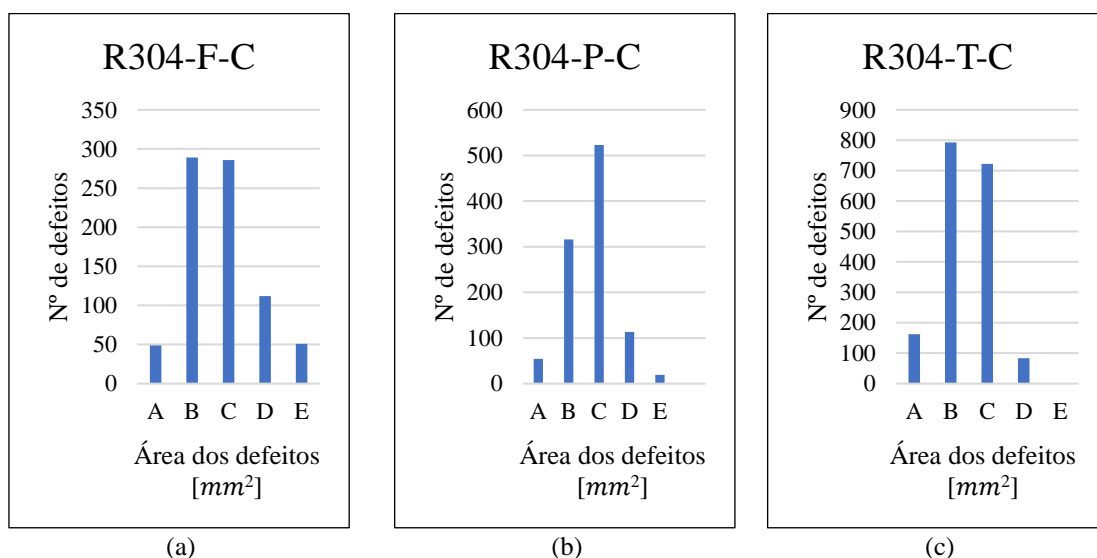 R304-F-C
350
300
250
200
150
100
50
0
Nº de defeitos
A B C D E
Área dos defeitos
[mm²]
(a)
R304-P-C
600
500
400
300
200
100
0
Nº de defeitos
A B C D E
Área dos defeitos
[mm²]
(b)
R304-T-C
900
800
700
600
500
400
300
200
100
0
Nº de defeitos
A B C D E
Área dos defeitos
[mm²]
(c)